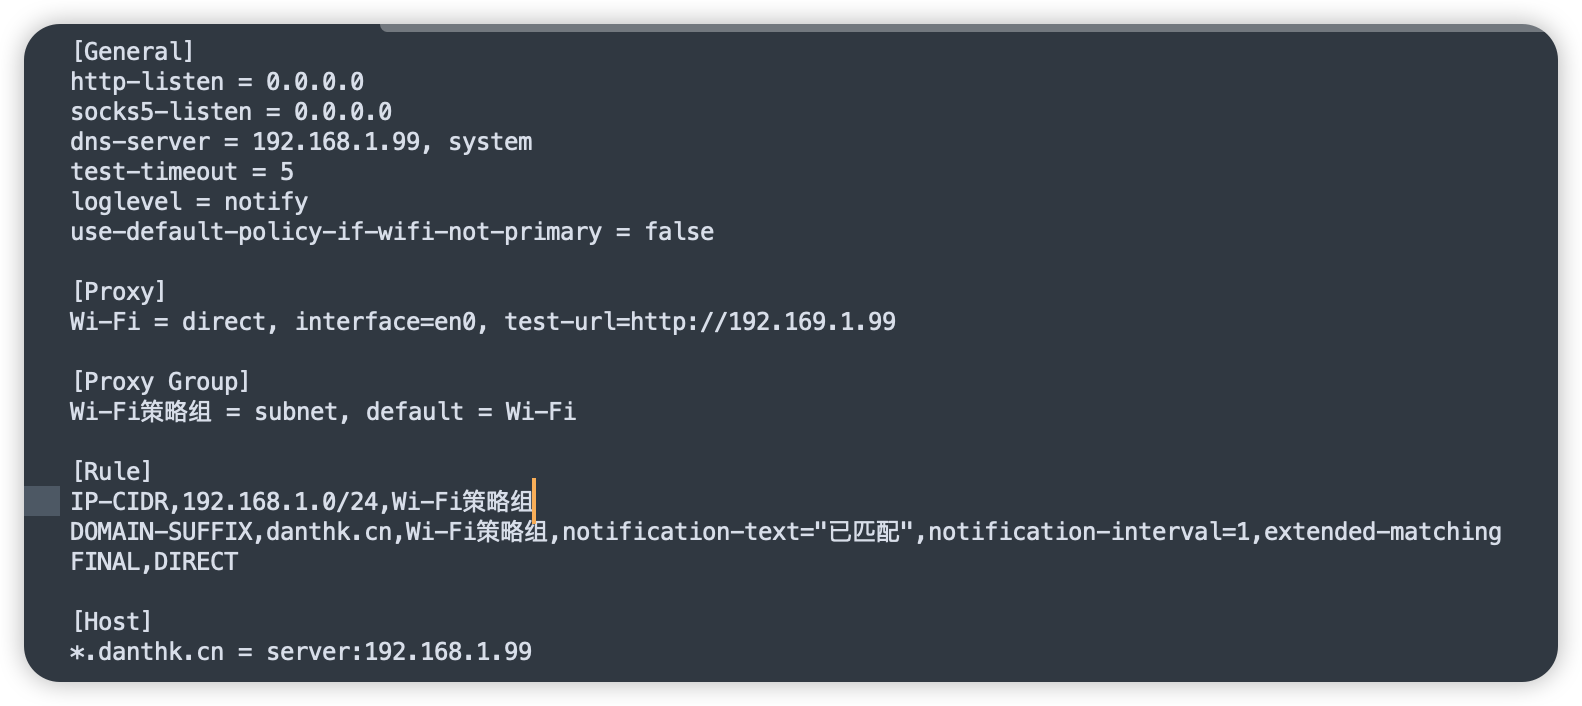 [General]
http-listen = 0.0.0.0
socks5-listen = 0.0.0.0
dns-server = 192.168.1.99, system
test-timeout = 5
loglevel = notify
use-default-policy-if-wifi-not-primary = false
[Proxy]
Wi-Fi = direct, interface=en0, test-url=http://192.169.1.99
[Proxy Group]
Wi-Fi策略组 = subnet, default = Wi-Fi
[Rule]
IP-CIDR,192.168.1.0/24,Wi-Fi策略组
DOMAIN-SUFFIX,danthk.cn,Wi-Fi策略组,notification-text="已匹配",notification-interval=1,extended-matching
FINAL,DIRECT
[Host]
*.danthk.cn = server:192.168.1.99